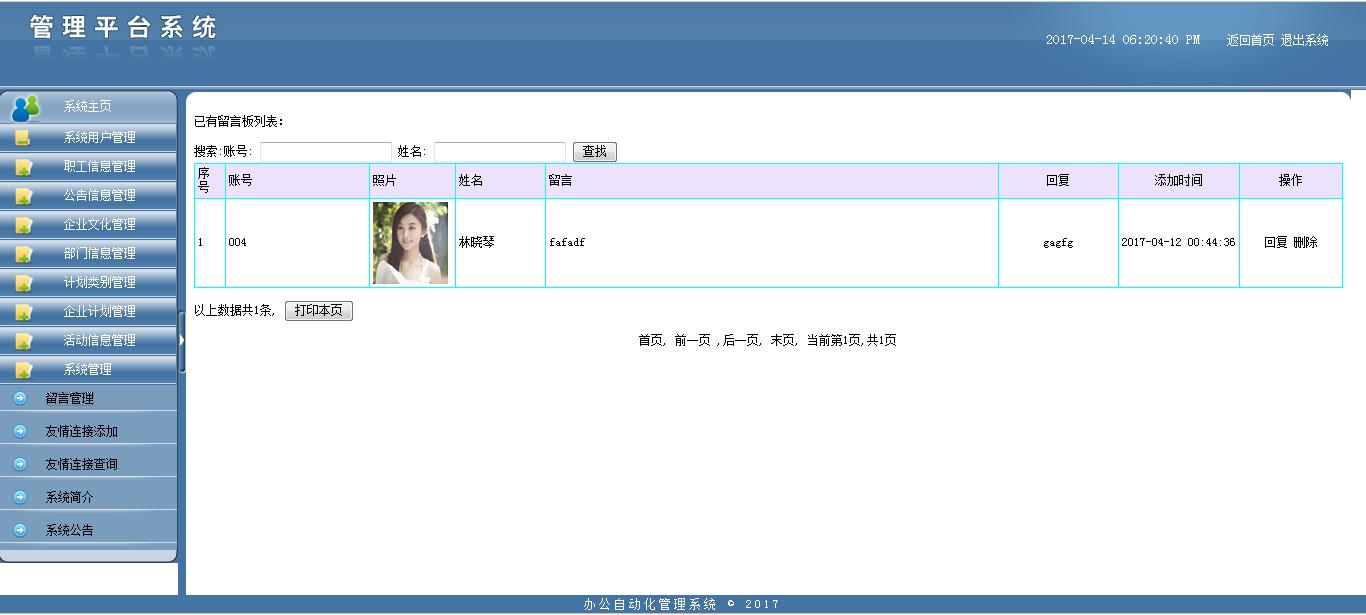 管理平台系统
2017-04-14 06:20:40 PM 返回首页 退出系统
系统主页
系统用户管理
职工信息管理
公告信息管理
企业文化管理
部门信息管理
计划类别管理
企业计划管理
活动信息管理
系统管理
留言管理
友情连接添加
友情连接查询
系统简介
系统公告
已有留言板列表：
搜索:账号： 姓名： 查找
序号 账号 照片 姓名 留言 回复 添加时间 操作
1 004 林晓琴 fafadf gagfg 2017-04-12 00:44:36 回复 删除
以上数据共1条, 打印本页
首页, 前一页 ,后一页, 末页, 当前第1页,共1页
办公自动化管理系统 © 2017